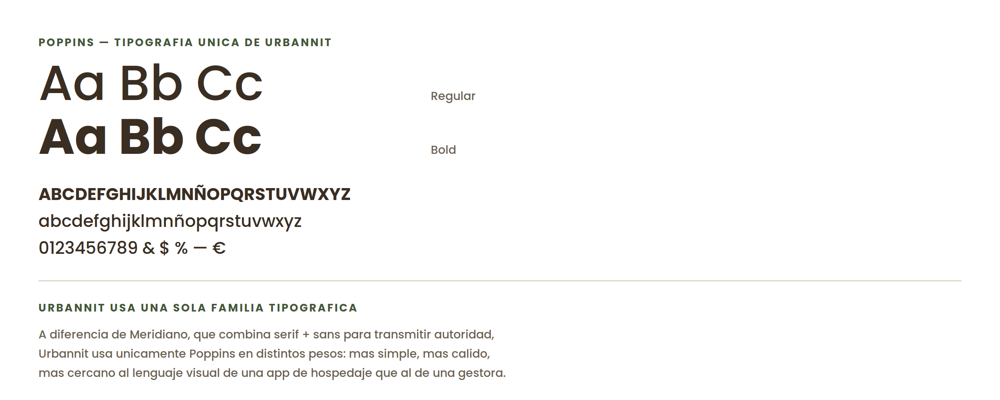 POPPINS — TIPOGRAFIA UNICA DE URBANNIT
Aa Bb Cc
Regular
Aa Bb Cc
Bold
ABCDEFGHIJKLMNÑOPQRSTUVWXYZ
abcdefghijklmnñopqrstuvwxyz
0123456789 & $ % — €
URBANNIT USA UNA SOLA FAMILIA TIPOGRAFICA
A diferencia de Meridiano, que combina serif + sans para transmitir autoridad,
Urbannit usa unicamente Poppins en distintos pesos: mas simple, mas calido,
mas cercano al lenguaje visual de una app de hospedaje que al de una gestora.